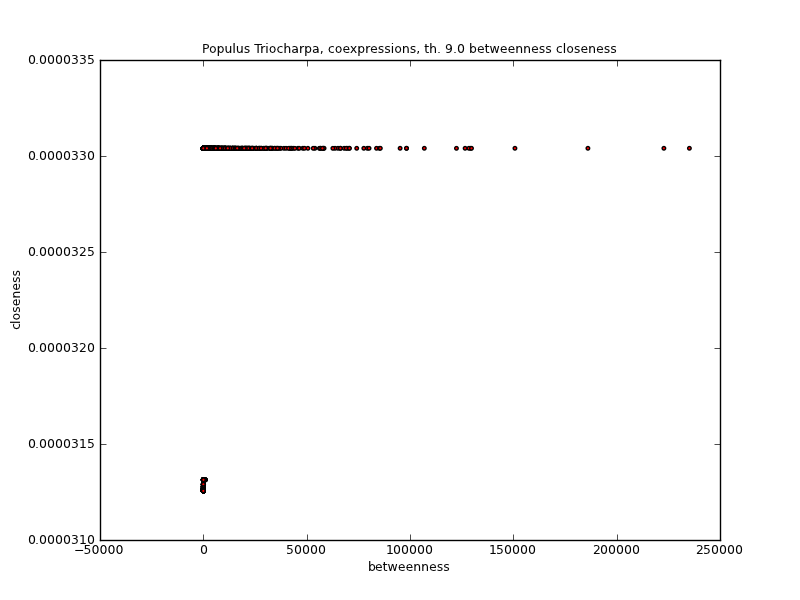 Populus Triocharpa, coexpressions, th. 9.0 betweenness closeness
0.0000335
0.0000330
0.0000325
0.0000320
0.0000315
0.0000310
closeness
−50000 0 50000 100000 150000 200000 250000
betweenness